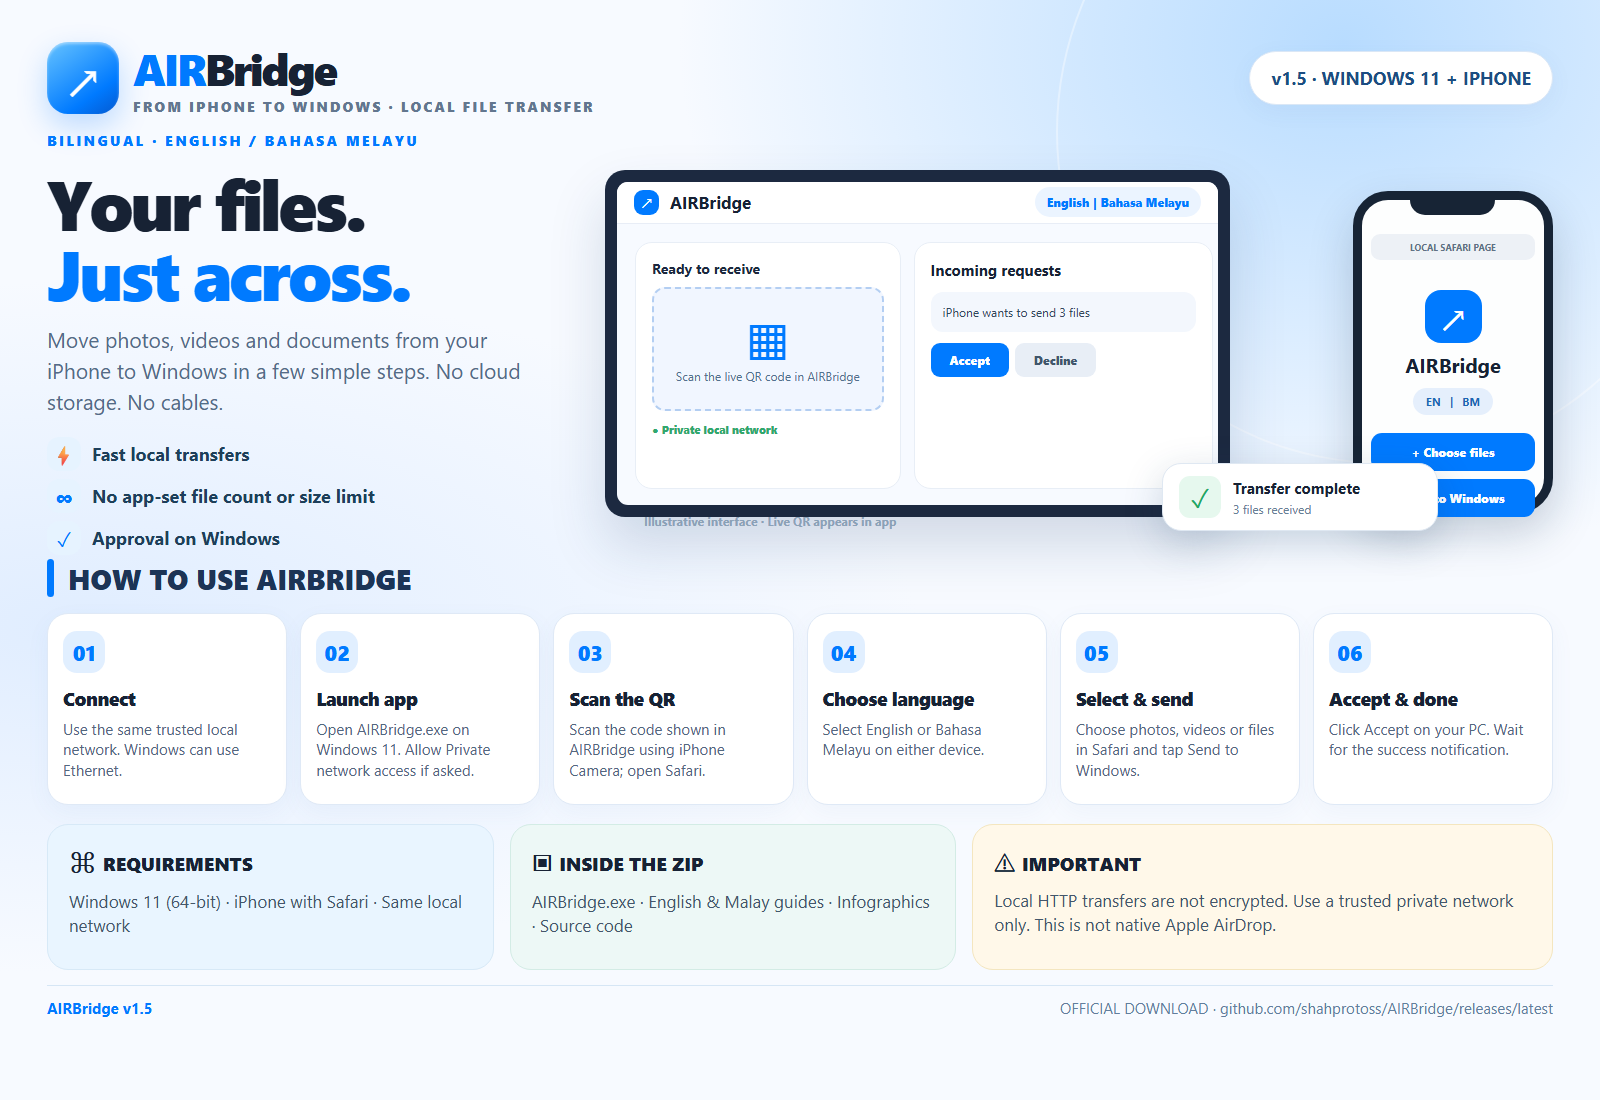 AIRBridge
FROM IPHONE TO WINDOWS · LOCAL FILE TRANSFER
v1.5 · WINDOWS 11 + IPHONE
BILINGUAL · ENGLISH / BAHASA MELAYU
Your files.
Just across.
Move photos, videos and documents from your
iPhone to Windows in a few simple steps. No cloud
storage. No cables.
Fast local transfers
No app-set file count or size limit
Approval on Windows
AIRBridge
English | Bahasa Melayu
Ready to receive
Scan the live QR code in AIRBridge
● Private local network
Incoming requests
iPhone wants to send 3 files
Accept
Decline
Illustrative interface · Live QR appears in app
LOCAL SAFARI PAGE
AIRBridge
EN | BM
+ Choose files
to Windows
Transfer complete
3 files received
HOW TO USE AIRBRIDGE
01
Connect
Use the same trusted local
network. Windows can use
Ethernet.
02
Launch app
Open AIRBridge.exe on
Windows 11. Allow Private
network access if asked.
03
Scan the QR
Scan the code shown in
AIRBridge using iPhone
Camera; open Safari.
04
Choose language
Select English or Bahasa
Melayu on either device.
05
Select & send
Choose photos, videos or files
in Safari and tap Send to
Windows.
06
Accept & done
Click Accept on your PC. Wait
for the success notification.
⌘ REQUIREMENTS
Windows 11 (64-bit) · iPhone with Safari · Same local
network
▣ INSIDE THE ZIP
AIRBridge.exe · English & Malay guides · Infographics
· Source code
⚠ IMPORTANT
Local HTTP transfers are not encrypted. Use a trusted private network
only. This is not native Apple AirDrop.
AIRBridge v1.5
OFFICIAL DOWNLOAD · github.com/shahprotoss/AIRBridge/releases/latest